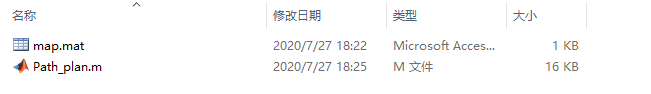 名称 修改日期 类型 大小
map.mat 2020/7/27 18:22 Microsoft Acces... 1 KB
Path_plan.m 2020/7/27 18:25 M 文件 16 KB